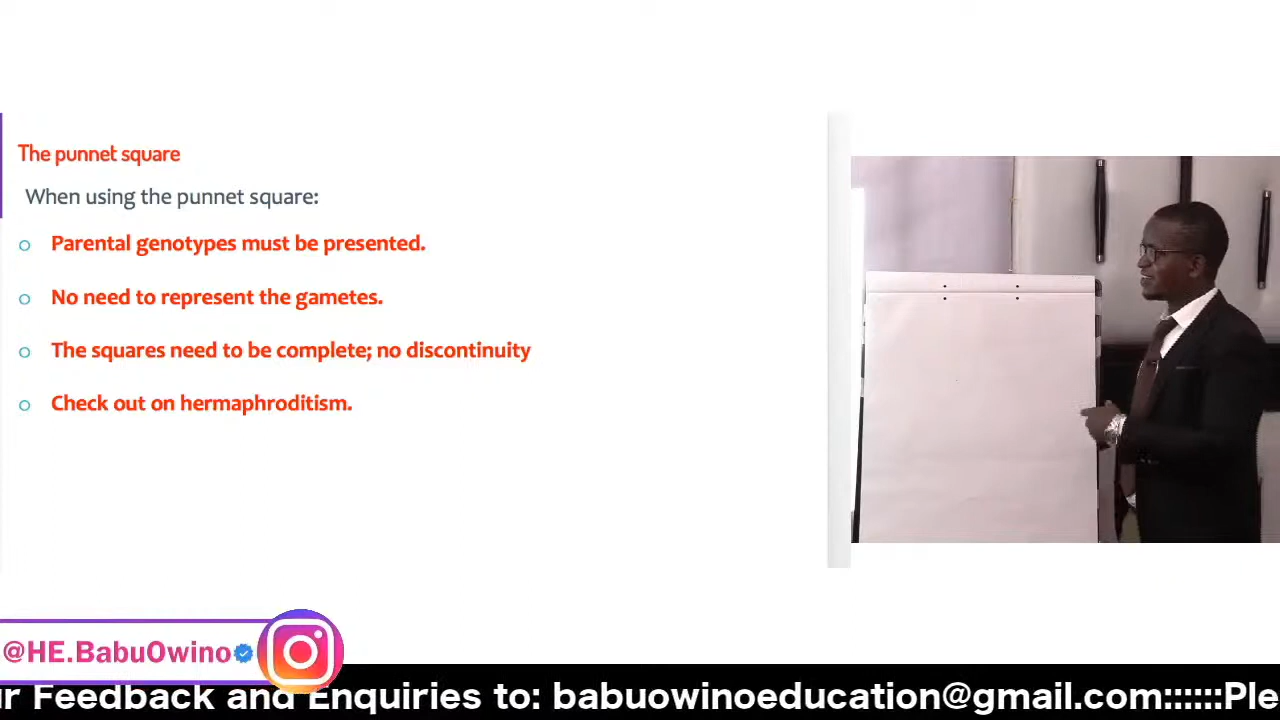 The punnet square
When using the punnet square:
Parental genotypes must be presented.
No need to represent the gametes.
The squares need to be complete; no discontinuity
Check out on hermaphroditism.
@HE.BabuOwino
Feedback and Enquiries to: babuowinoeducation@gmail.com::::::